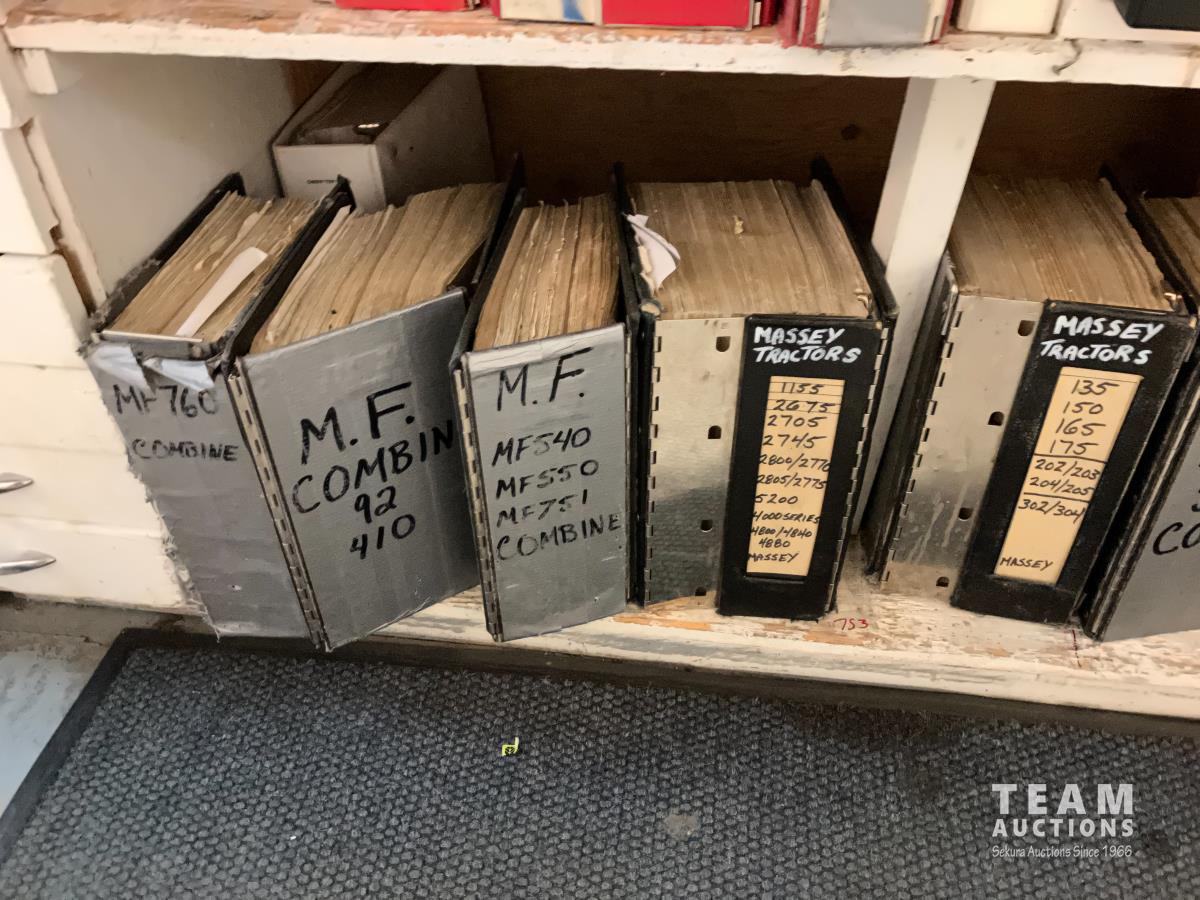 MF760
COMBINE
M.F.
COMBIN
92
410
M.F.
MF540
MF550
MF751
COMBINE
MASSEY
TRACTORS
1155
2675
2705
2745
2800/2770
2805/2775
5200
4000 SERIES
4800/4840
4880
MASSEY
MASSEY
TRACTORS
135
150
165
175
202/203
204/205
302/304
MASSEY
CO
753
TEAM
AUCTIONS
Sekura Auctions Since 1966